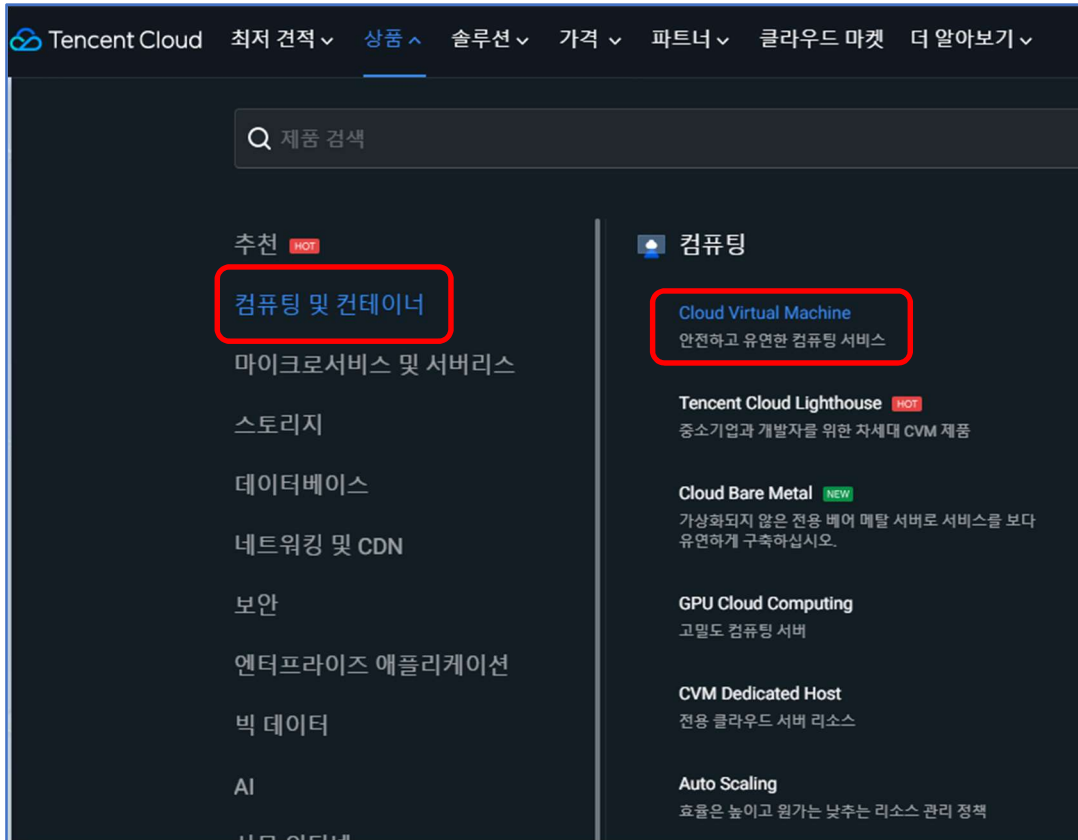 Tencent Cloud 최저 견적 상품 솔루션 가격 파트너 클라우드 마켓 더 알아보기
제품 검색
추천 HOT
컴퓨팅 및 컨테이너
마이크로서비스 및 서버리스
스토리지
데이터베이스
네트워킹 및 CDN
보안
엔터프라이즈 애플리케이션
빅 데이터
AI
컴퓨팅
Cloud Virtual Machine
안전하고 유연한 컴퓨팅 서비스
Tencent Cloud Lighthouse HOT
중소기업과 개발자를 위한 차세대 CVM 제품
Cloud Bare Metal NEW
가상화되지 않은 전용 베어 메탈 서버로 서비스를 보다
유연하게 구축하십시오.
GPU Cloud Computing
고밀도 컴퓨팅 서버
CVM Dedicated Host
전용 클라우드 서버 리소스
Auto Scaling
효율은 높이고 원가는 낮추는 리소스 관리 정책